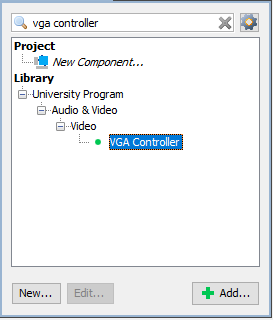 vga controller
Project
New Component...
Library
University Program
Audio & Video
Video
VGA Controller
New... Edit... Add...